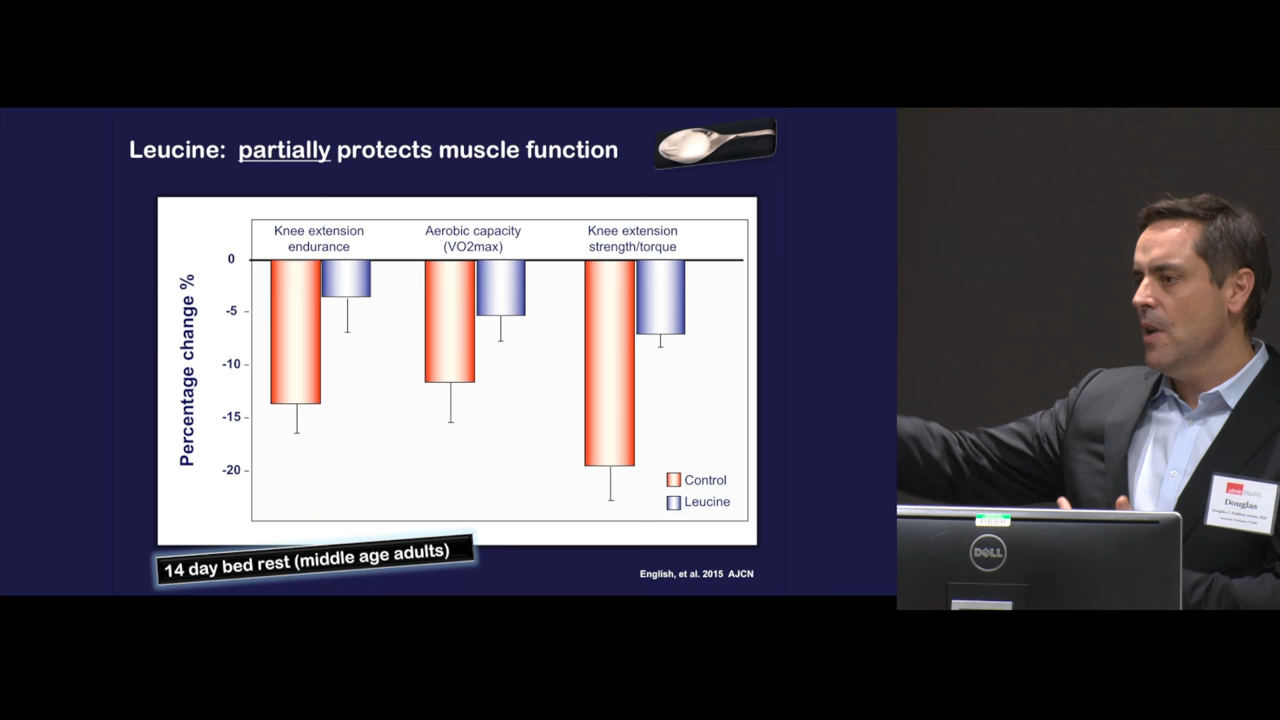 Leucine: partially protects muscle function
Knee extension
endurance
Aerobic capacity
(VO2max)
Knee extension
strength/torque
Percentage change %
0
-5
-10
-15
-20
Control
Leucine
14 day bed rest (middle age adults)
English, et al. 2015 AJCN
Health
Douglas
DELL